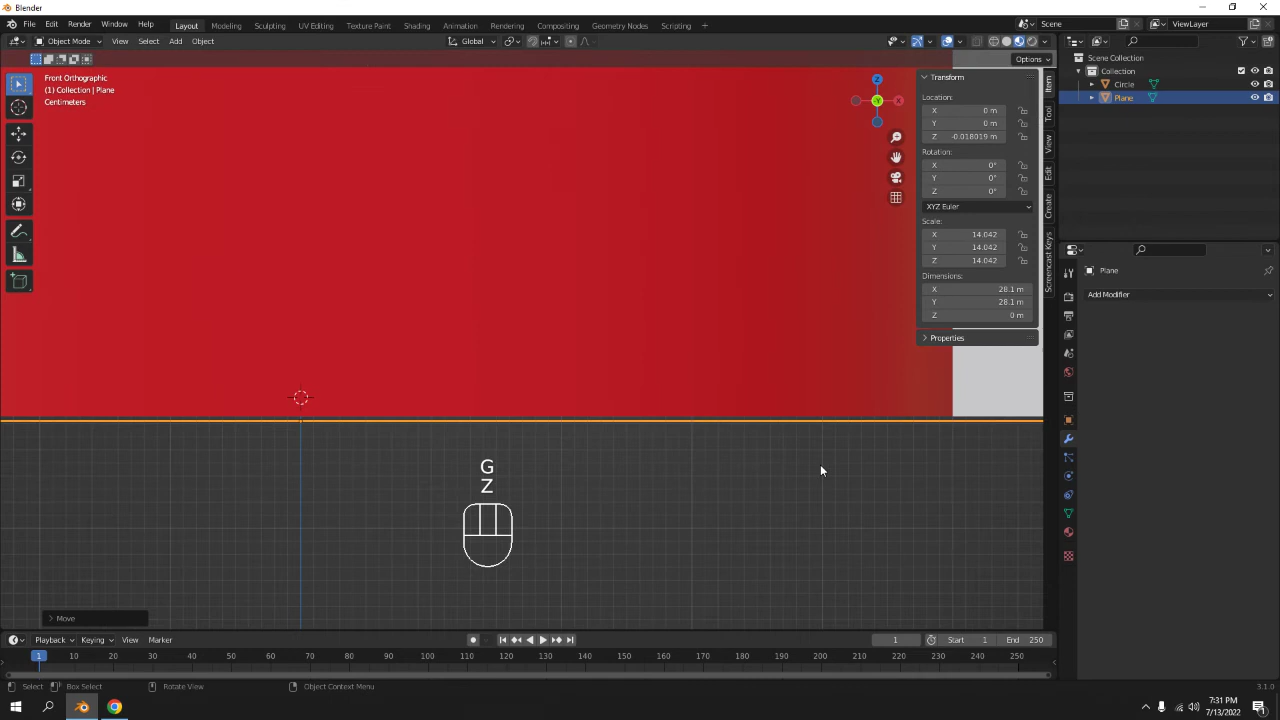 Blender
File Edit Render Window Help Layout Modeling Sculpting UV Editing Texture Paint Shading Animation Rendering Compositing Geometry Nodes Scripting + Scene ViewLayer
Object Mode View Select Add Object Global
Options
Front Orthographic
(1) Collection | Plane
Centimeters
Z
Y
X
Transform
Location:
X 0 m
Y 0 m
Z -0.018019 m
Rotation:
X 0°
Y 0°
Z 0°
XYZ Euler
Scale:
X 14.042
Y 14.042
Z 14.042
Dimensions:
X 28.1 m
Y 28.1 m
Z 0 m
Properties
Item
Tool
View
Edit
Create
Screencast Keys
Scene Collection
Collection
Circle
Plane
Plane
Add Modifier
G
Z
Move
Playback Keying View Marker 1 Start 1 End 250
1 10 20 30 40 50 60 70 80 90 100 110 120 130 140 150 160 170 180 190 200 210 220 230 240 250
Select Box Select Rotate View Object Context Menu 3.1.0
7:31 PM
7/13/2022